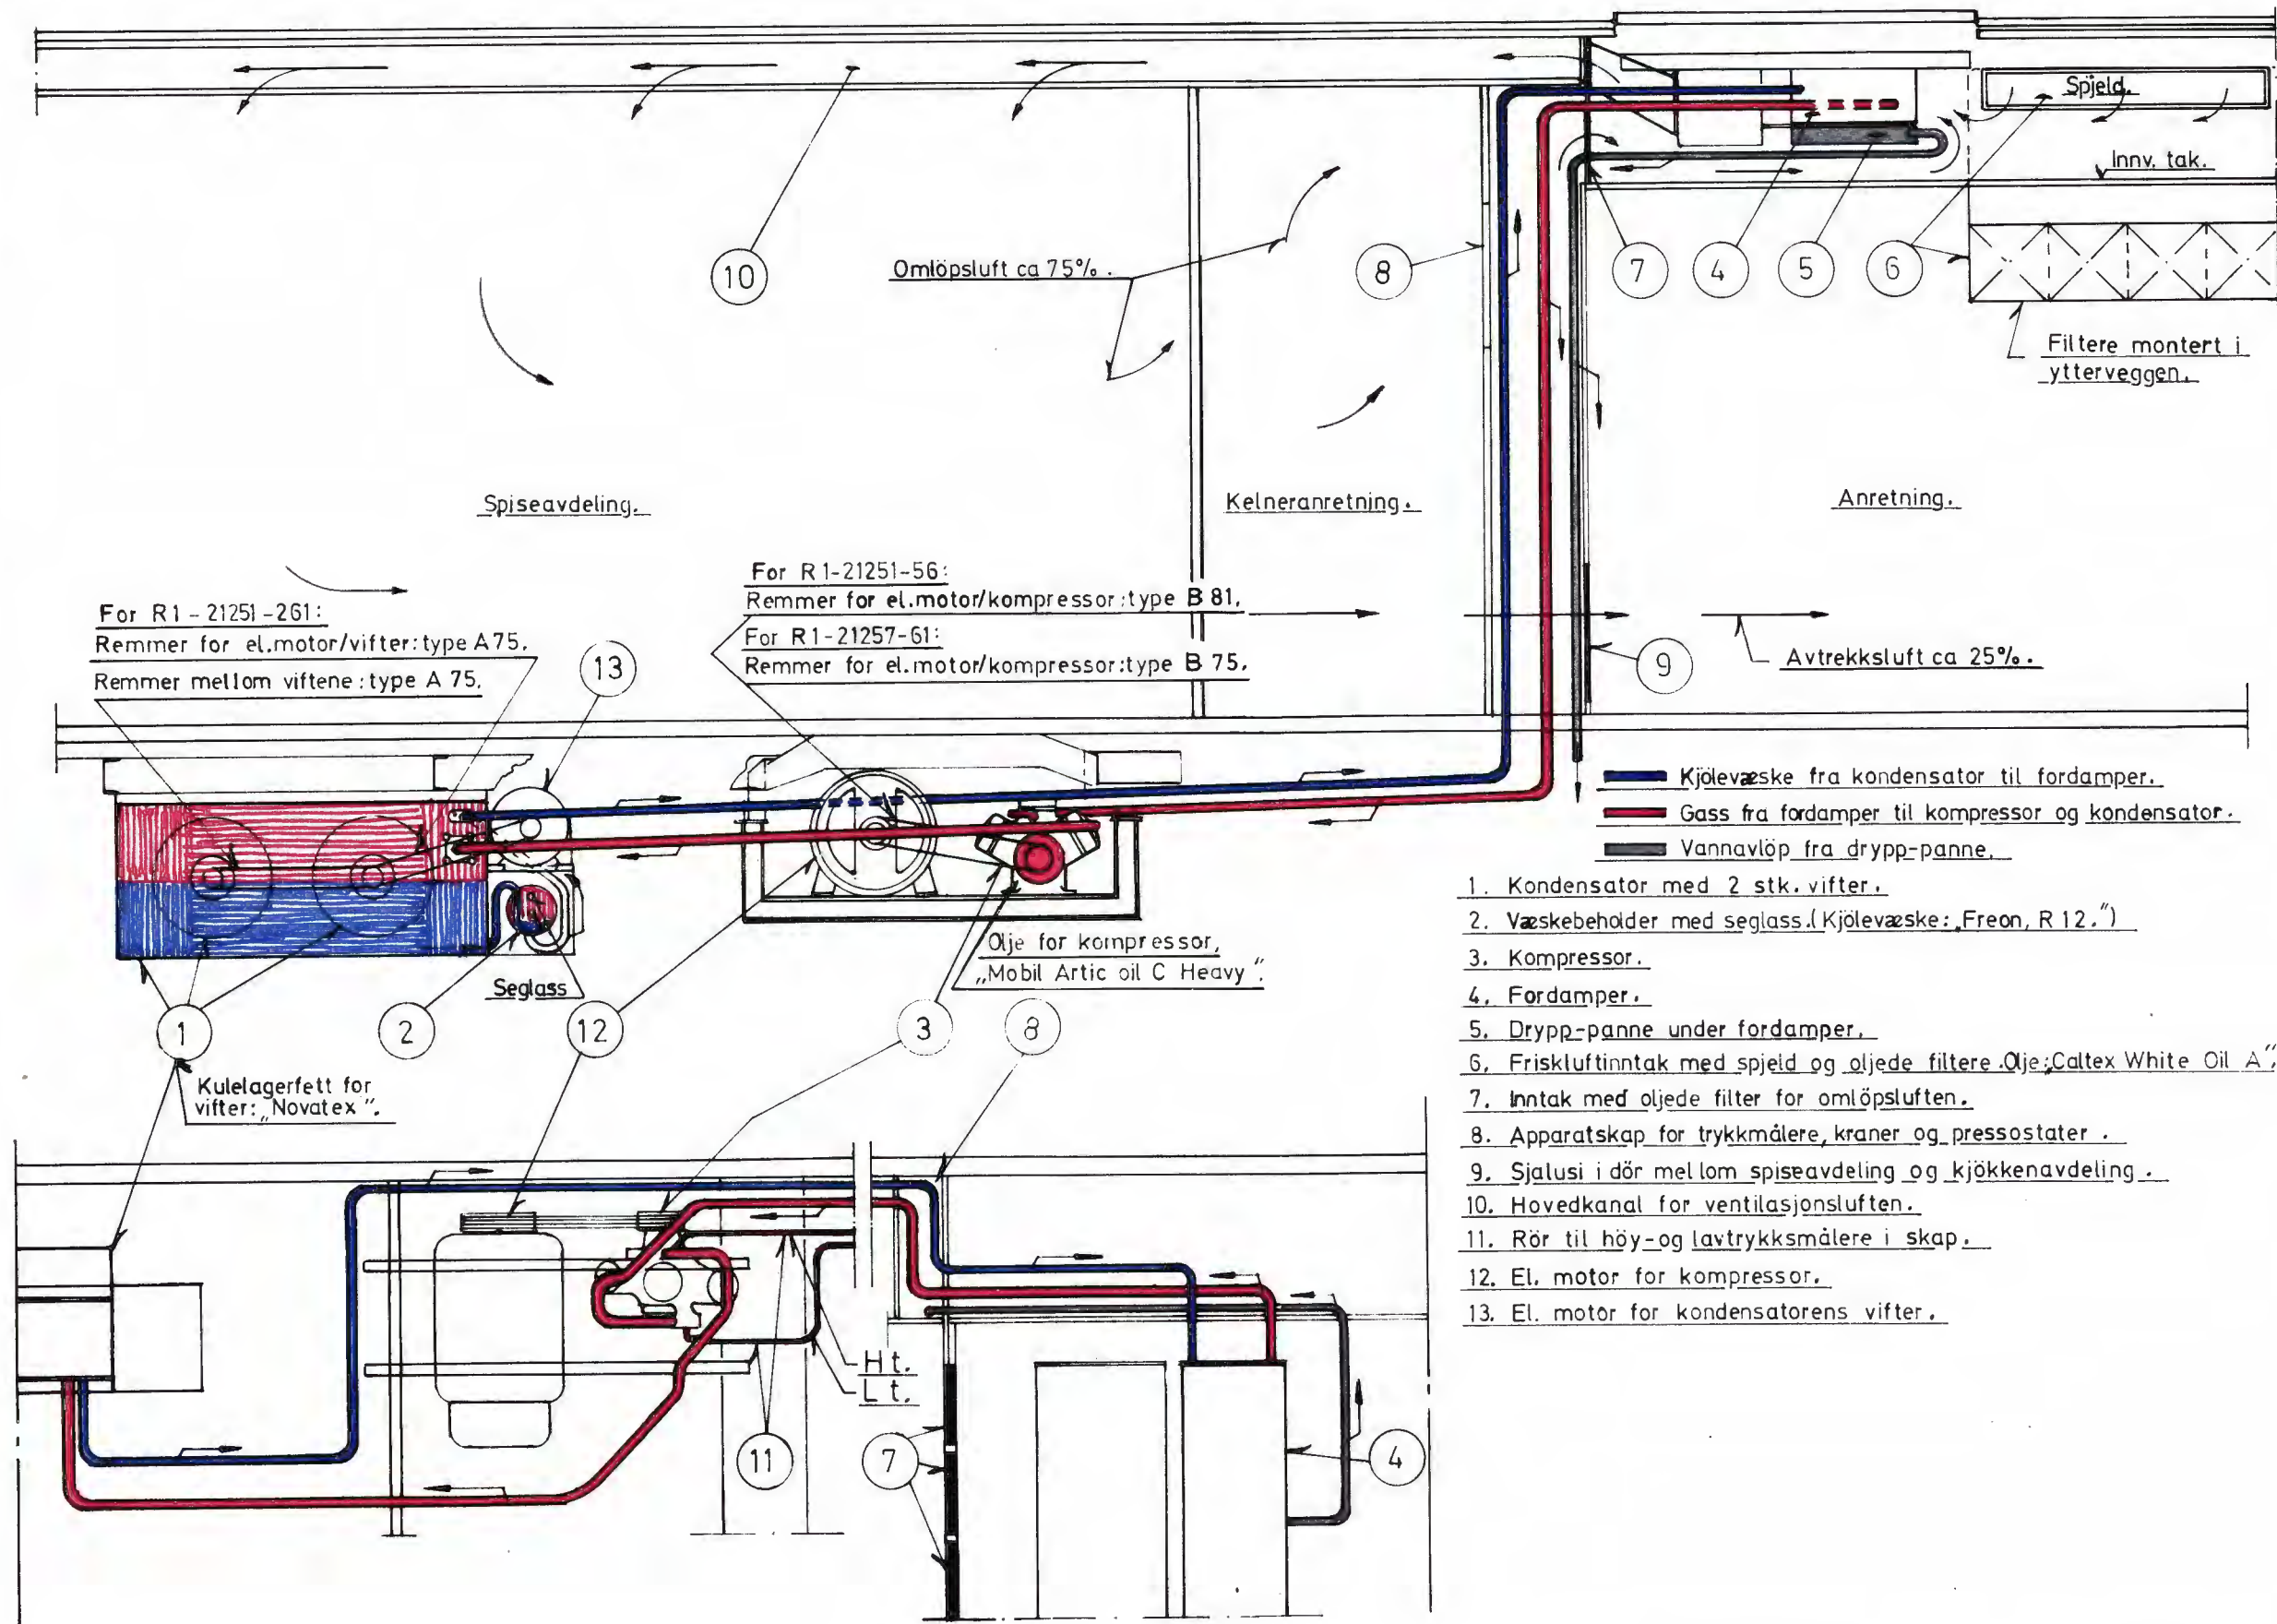 Spjeld.
Innv. tak.
10
Omlöpsluft ca 75%.
8
7
4
5
6
Filtere montert i
ytterveggen.
Spiseavdeling.
Kelneranretning.
Anretning.
For R1-21251-56:
Remmer for el.motor/kompressor:type B 81.
For R1-21257-61:
Remmer for el.motor/kompressor:type B 75.
For R1-21251-261:
Remmer for el.motor/vifter:type A75.
Remmer mellom viftene:type A 75.
13
9
Avtrekksluft ca 25%.
Kjölevæske fra kondensator til fordamper.
Gass fra fordamper til kompressor og kondensator.
Vannavlöp fra drypp-panne.
Olje for kompressor,
„Mobil Artic oil C Heavy”.
Seglass
1
2
12
3
8
Kulelagerfett for
vifter: „Novatex”.
1. Kondensator med 2 stk. vifter.
2. Væskebeholder med seglass.(Kjölevæske: „Freon, R 12.”)
3. Kompressor.
4. Fordamper.
5. Drypp-panne under fordamper.
6. Friskluftinntak med spjeld og oljede filtere.Olje:„Caltex White Oil A”.
7. Inntak med oljede filter for omlöpsluften.
8. Apparatskap for trykkmålere, kraner og pressostater.
9. Sjalusi i dör mellom spiseavdeling og kjökkenavdeling.
10. Hovedkanal for ventilasjonsluften.
11. Rör til höy-og lavtrykksmålere i skap.
12. El. motor for kompressor.
13. El. motor for kondensatorens vifter.
Ht.
Lt.
11
7
4